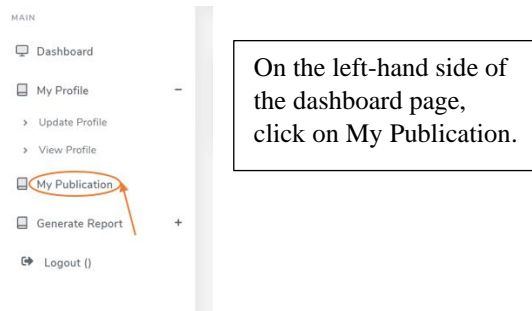 MAIN
Dashboard
My Profile -
> Update Profile
> View Profile
My Publication
Generate Report +
Logout ()
On the left-hand side of
the dashboard page,
click on My Publication.